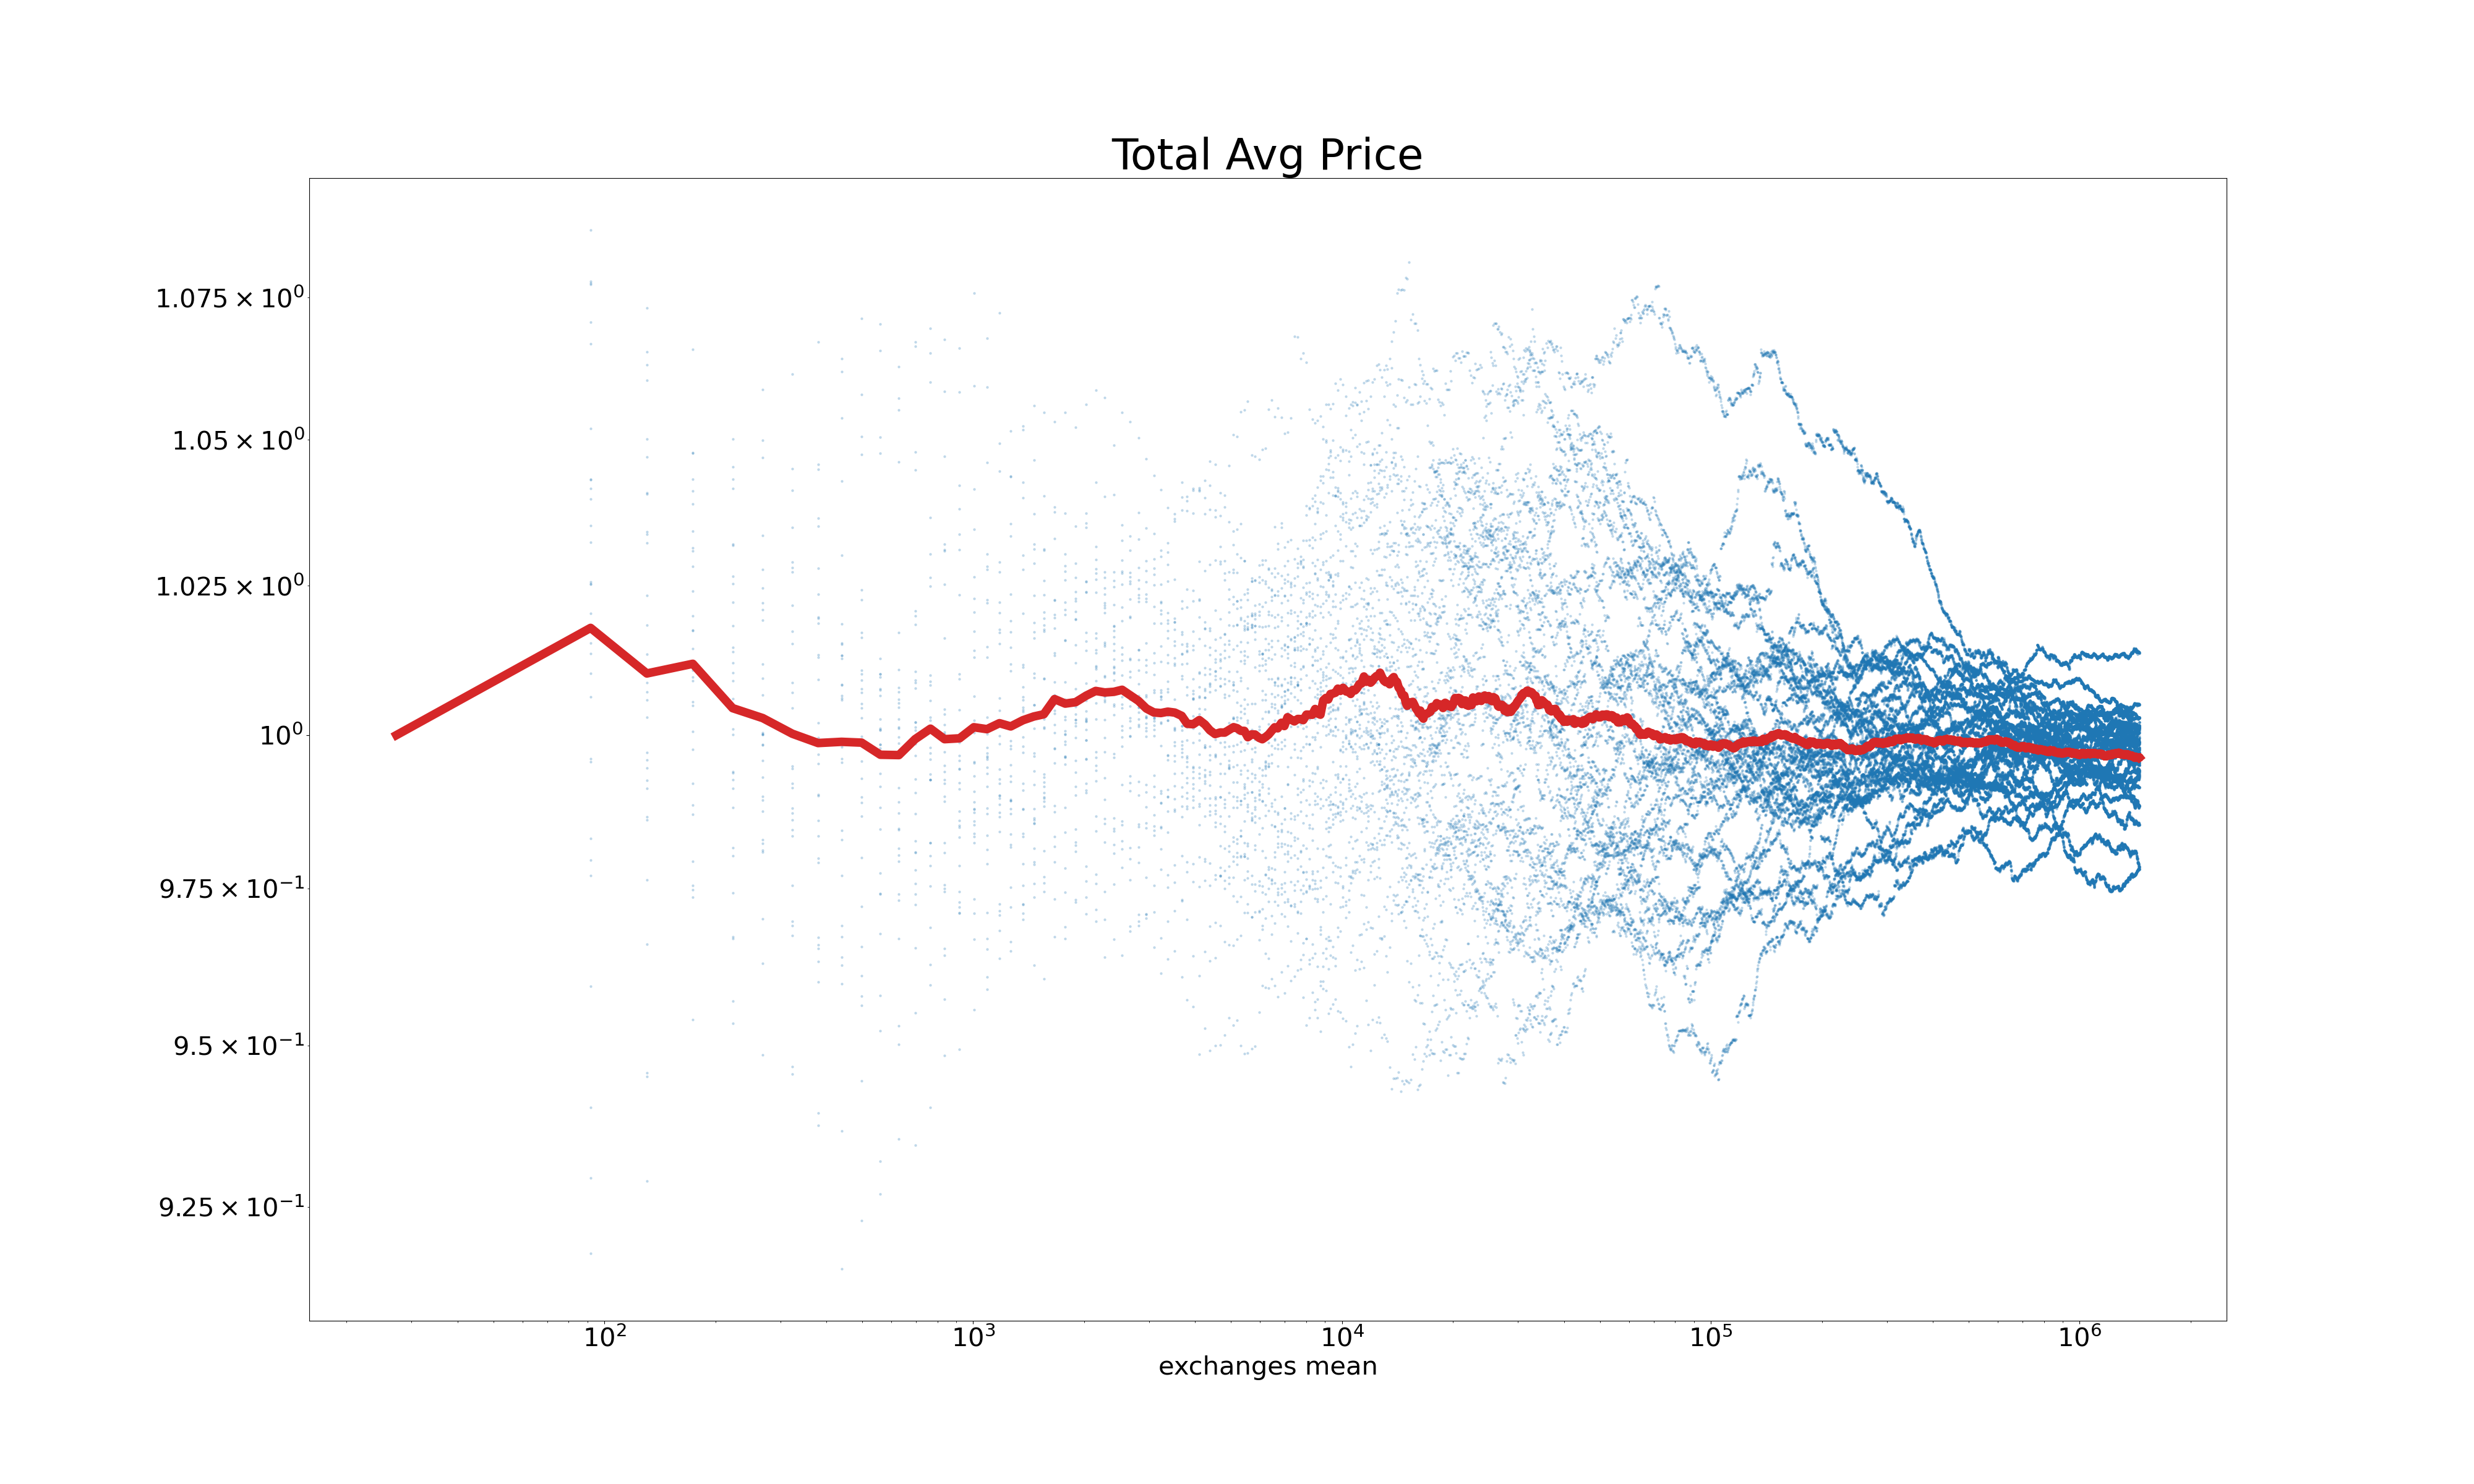 Total Avg Price
1.075 × 10⁰
1.05 × 10⁰
1.025 × 10⁰
10⁰
9.75 × 10⁻¹
9.5 × 10⁻¹
9.25 × 10⁻¹
10² 10³ 10⁴ 10⁵ 10⁶
exchanges mean